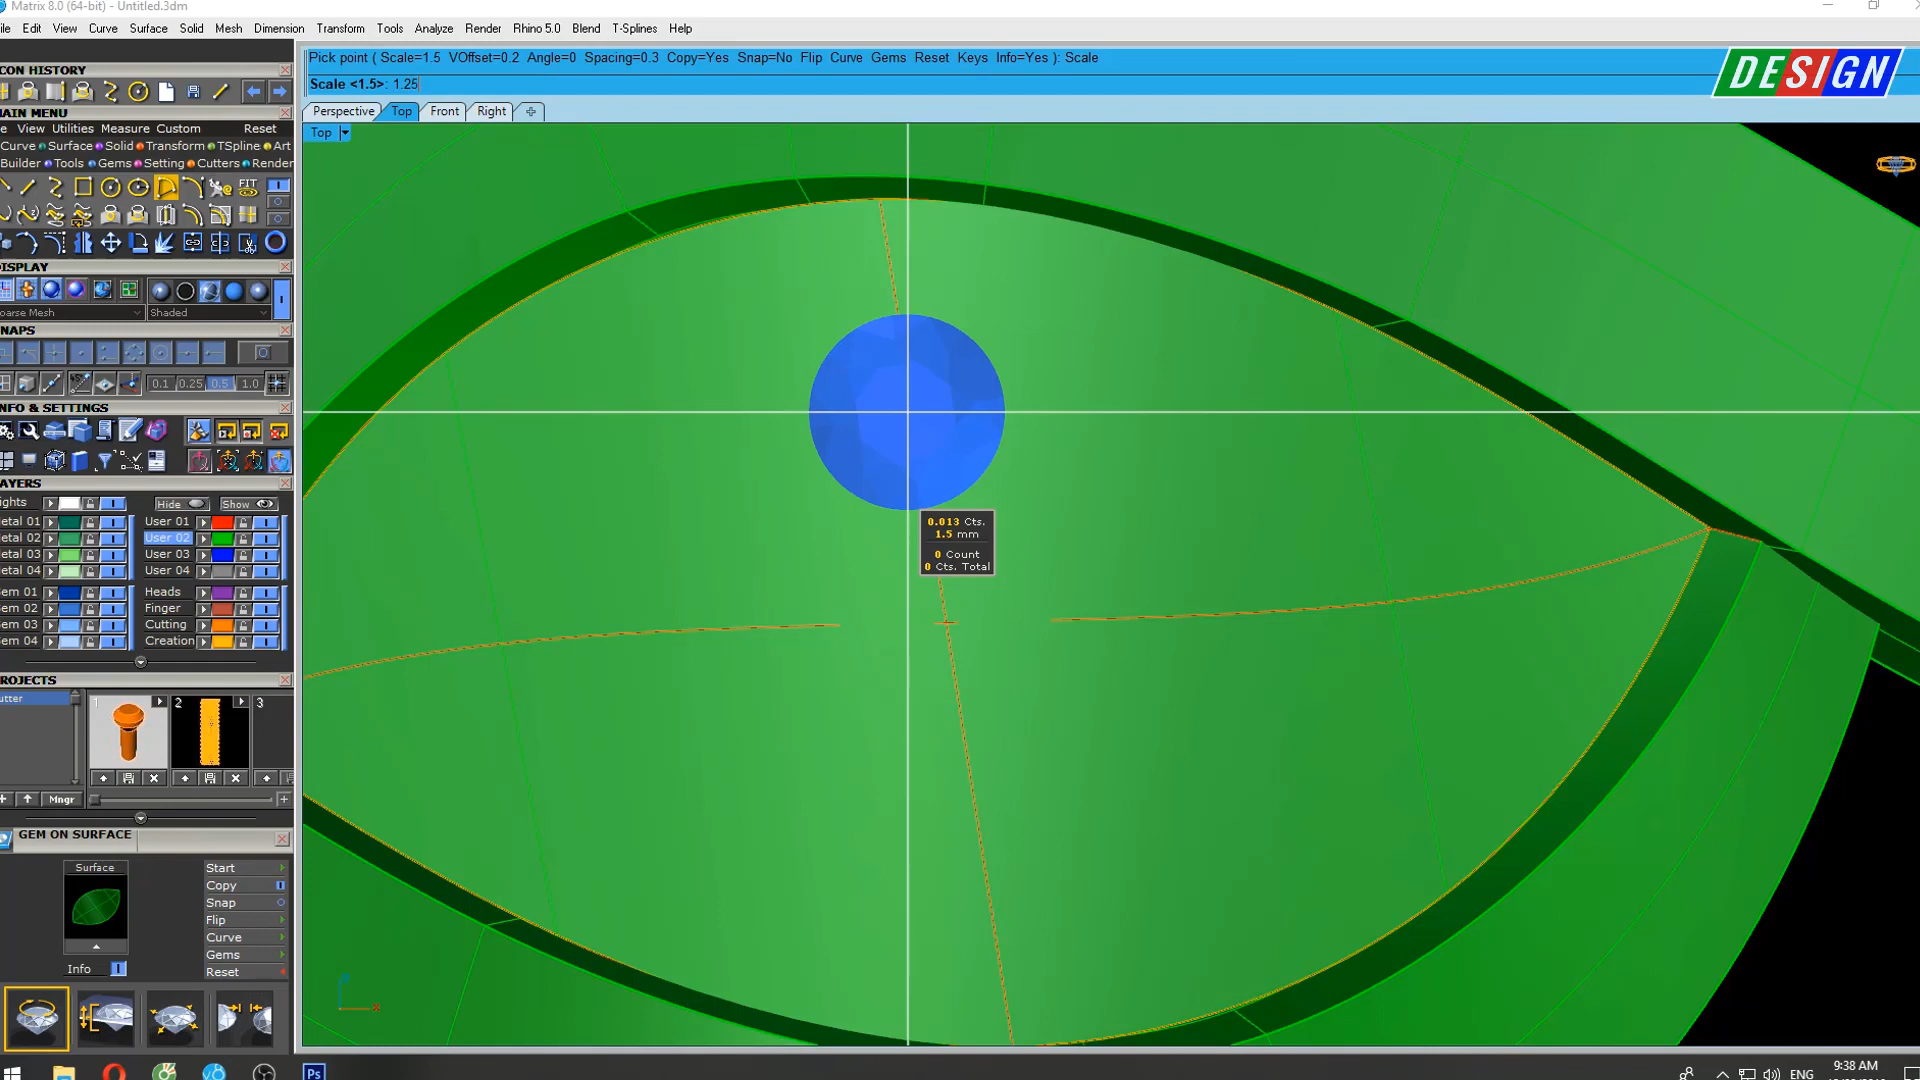 Matrix 8.0 (64-bit) - Untitled.3dm
ile Edit View Curve Surface Solid Mesh Dimension Transform Tools Analyze Render Rhino 5.0 Blend T-Splines Help
Pick point ( Scale=1.5 VOffset=0.2 Angle=0 Spacing=0.3 Copy=Yes Snap=No Flip Curve Gems Reset Keys Info=Yes ): Scale
Scale <1.5>: 1.25
DESIGN
Perspective Top Front Right
Top
CON HISTORY
AIN MENU
e View Utilities Measure Custom Reset
Curve Surface Solid Transform TSpline Art
Builder Tools Gems Setting Cutters Render
FIT
ISPLAY
oarse Mesh Shaded
NAPS
0.1 0.25 0.5 1.0
NFO & SETTINGS
AYERS
ights Hide Show
etal 01 User 01
etal 02 User 02
etal 03 User 03
etal 04 User 04
em 01 Heads
em 02 Finger
em 03 Cutting
em 04 Creation
ROJECTS
utter
1 2 3
Mngr
GEM ON SURFACE
Surface
Start
Copy
Snap
Flip
Curve
Gems
Reset
Info
0.013 Cts.
1.5 mm
0 Count
0 Cts. Total
Ps
ENG
9:38 AM